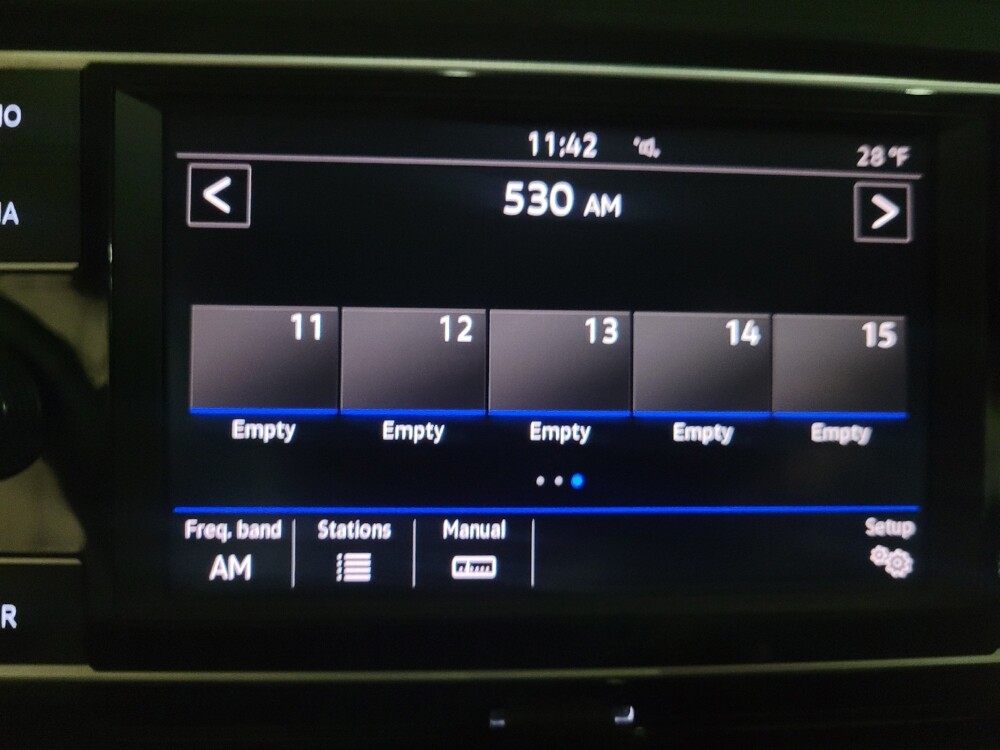 11:42 28°F
530 AM
11 12 13 14 15
Empty Empty Empty Empty Empty
Freq. band Stations Manual Setup
AM
R